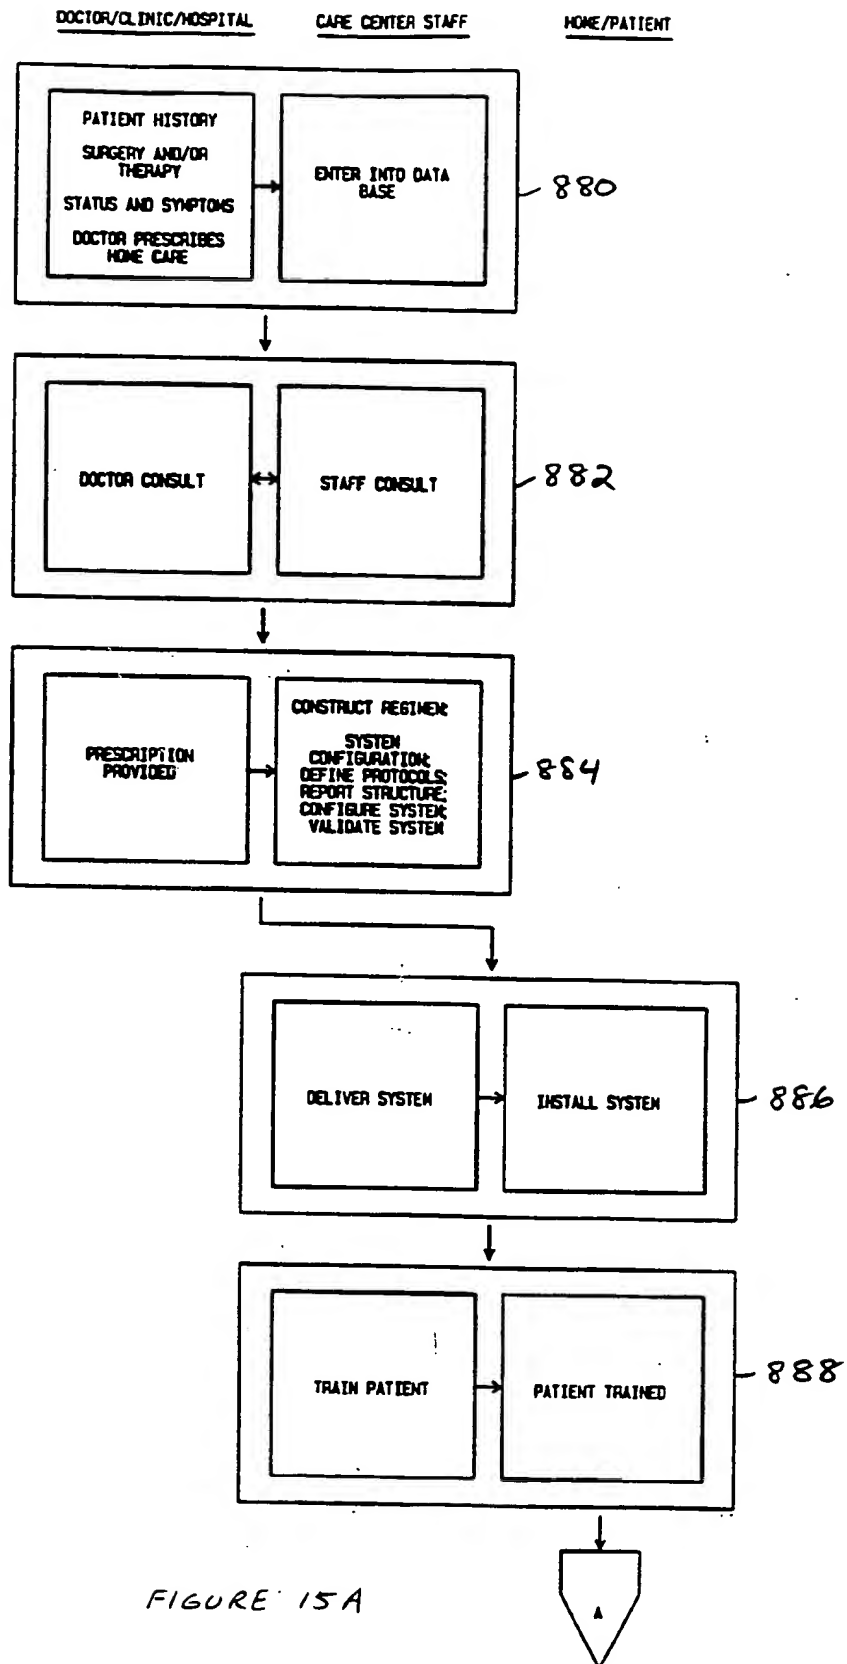 DOCTOR/CLINIC/HOSPITAL
CARE CENTER STAFF
HOME/PATIENT
PATIENT HISTORY
SURGERY AND/OR
THERAPY
STATUS AND SYMPTOMS
DOCTOR PRESCRIBES
HOME CARE
ENTER INTO DATA
BASE
880
DOCTOR CONSULT
STAFF CONSULT
882
PRESCRIPTION
PROVIDED
CONSTRUCT REGIMEN:
SYSTEM
CONFIGURATION;
DEFINE PROTOCOLS;
REPORT STRUCTURE;
CONFIGURE SYSTEM;
VALIDATE SYSTEM
884
DELIVER SYSTEM
INSTALL SYSTEM
886
TRAIN PATIENT
PATIENT TRAINED
888
A
FIGURE 15A